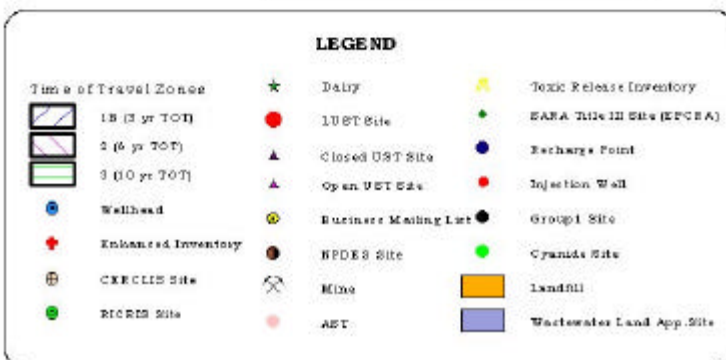 LEGEND
Time of Travel Zones
1B (3 yr TOT)
2 (6 yr TOT)
3 (10 yr TOT)
Wellhead
Enhanced Inventory
CERCLIS Site
RICRIS Site
Dairy
LUST Site
Closed UST Site
Open UST Site
Business Mailing List
NPDES Site
Mine
AST
Toxic Release Inventory
SARA Title III Site (EPCRA)
Recharge Point
Injection Well
Group1 Site
Cyanide Site
Landfill
Wastewater Land App. Site